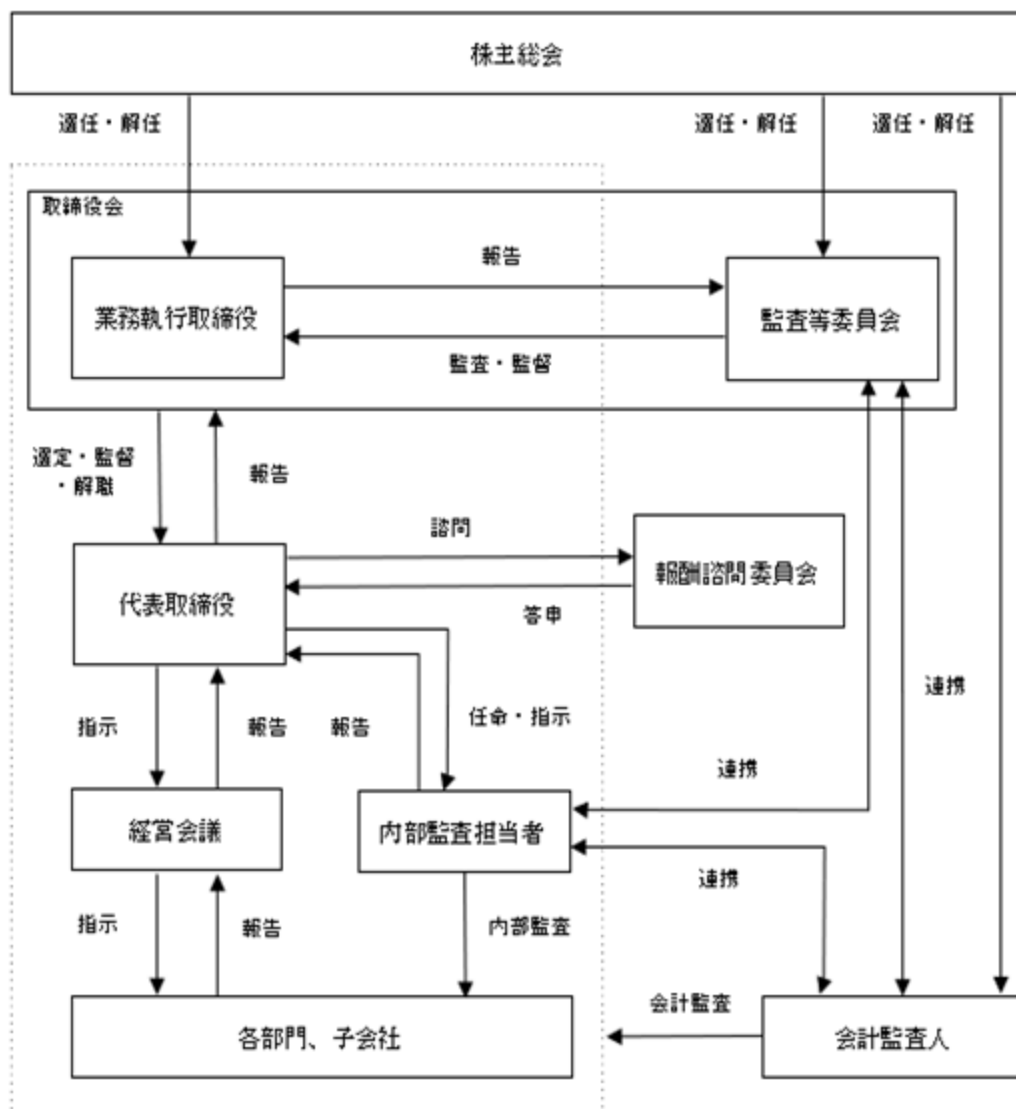 株主総会
選任・解任
選任・解任
選任・解任
取締役会
報告
業務執行取締役
監査等委員会
監査・監督
選定・監督
・解職
報告
諮問
報酬諮問委員会
代表取締役
答申
連携
指示
報告
報告
任命・指示
連携
経営会議
内部監査担当者
連携
指示
報告
内部監査
会計監査
各部門、子会社
会計監査人